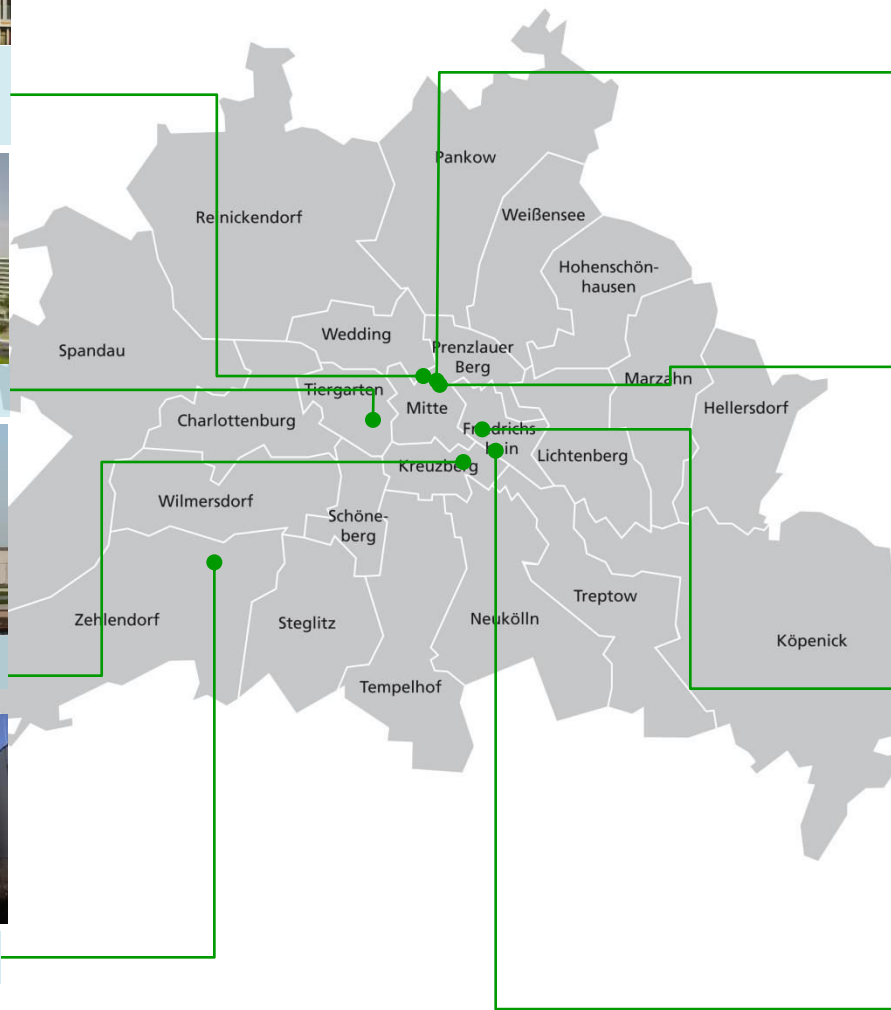 Pankow
Reinickendorf
Weißensee
Hohenschön-
hausen
Wedding
Prenzlauer
Berg
Spandau
Tiergarten
Marzahn
Mitte
Hellersdorf
Charlottenburg
Friedrichs
hain
Lichtenberg
Kreuzberg
Wilmersdorf
Schöne-
berg
Treptow
Zehlendorf
Steglitz
Neukölln
Köpenick
Tempelhof